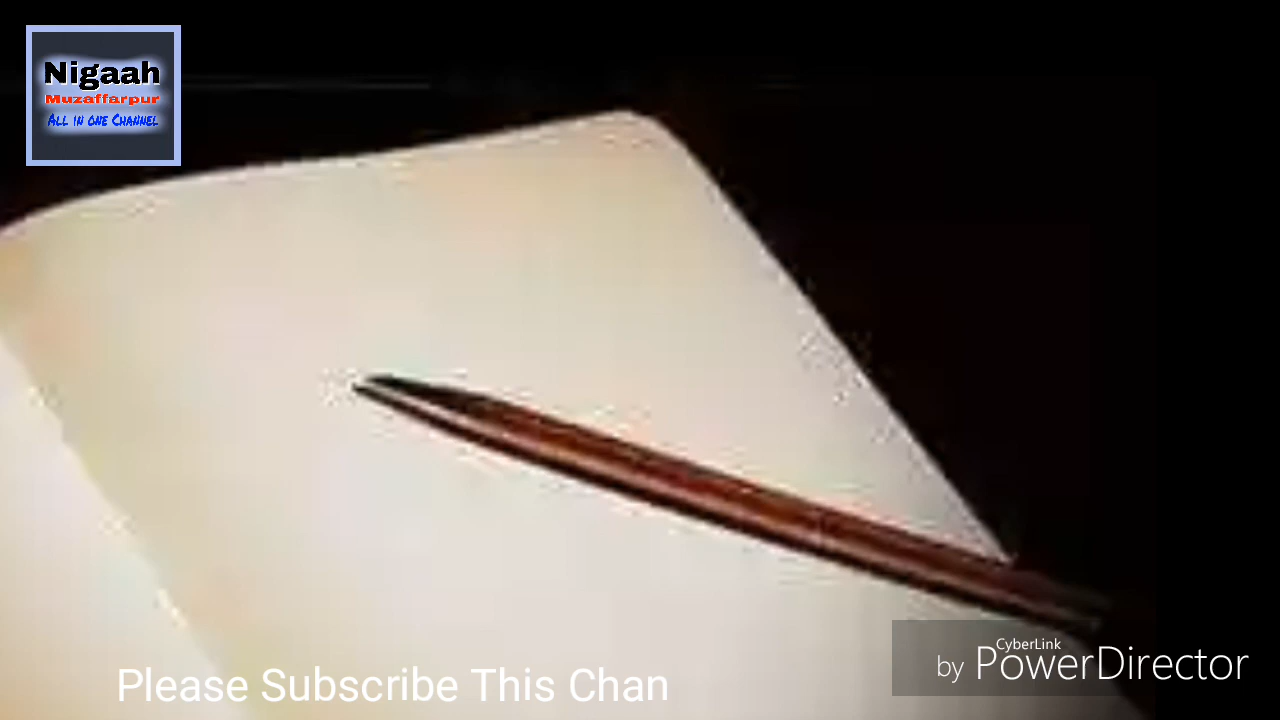 Nigaah
Muzaffarpur
All in one Channel
CyberLink
by PowerDirector
Please Subscribe This Chan